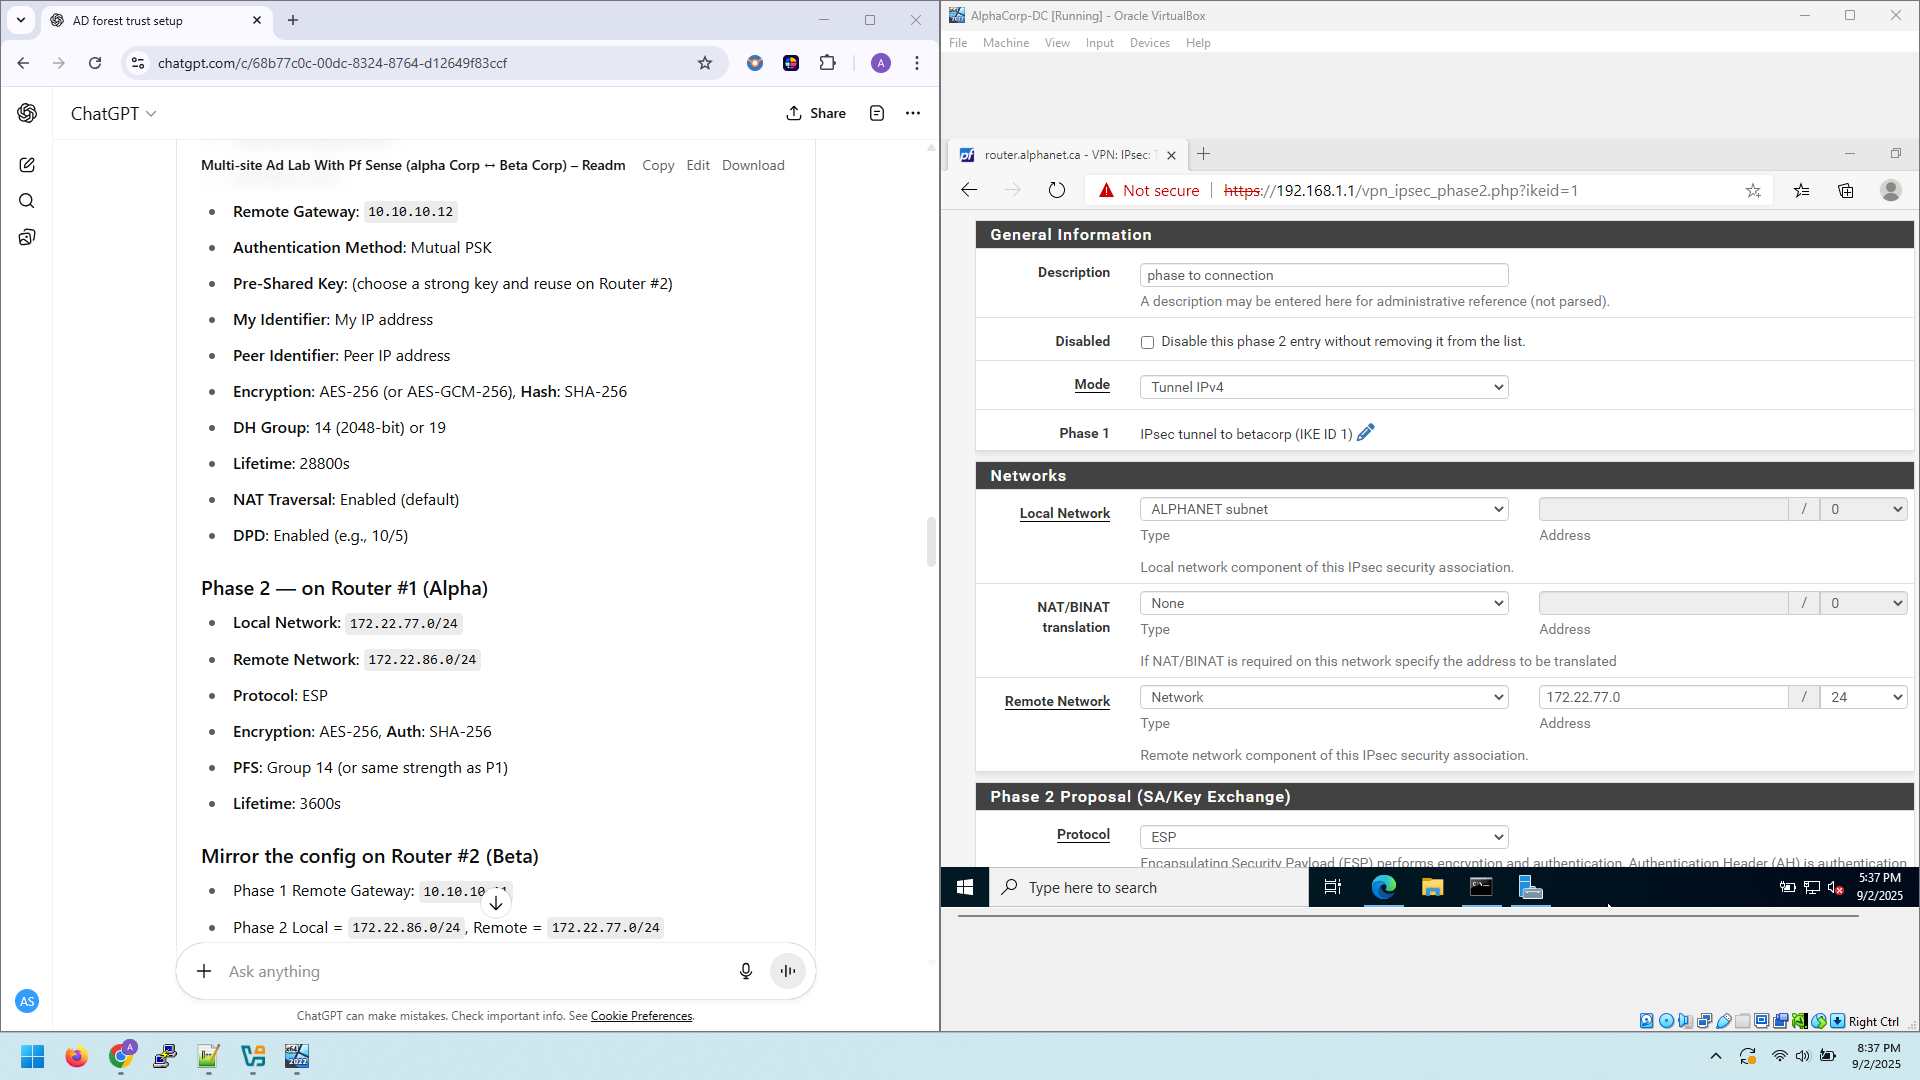 AD forest trust setup
chatgpt.com/c/68b77c0c-00dc-8324-8764-d12649f83ccf
A
ChatGPT
Share
Multi-site Ad Lab With Pf Sense (alpha Corp ↔ Beta Corp) – Readm
Copy
Edit
Download
Remote Gateway: 10.10.10.12
Authentication Method: Mutual PSK
Pre-Shared Key: (choose a strong key and reuse on Router #2)
My Identifier: My IP address
Peer Identifier: Peer IP address
Encryption: AES-256 (or AES-GCM-256), Hash: SHA-256
DH Group: 14 (2048-bit) or 19
Lifetime: 28800s
NAT Traversal: Enabled (default)
DPD: Enabled (e.g., 10/5)
Phase 2 — on Router #1 (Alpha)
Local Network: 172.22.77.0/24
Remote Network: 172.22.86.0/24
Protocol: ESP
Encryption: AES-256, Auth: SHA-256
PFS: Group 14 (or same strength as P1)
Lifetime: 3600s
Mirror the config on Router #2 (Beta)
Phase 1 Remote Gateway:
Phase 2 Local = 172.22.86.0/24, Remote = 172.22.77.0/24
Ask anything
AS
ChatGPT can make mistakes. Check important info. See Cookie Preferences.
AlphaCorp-DC [Running] - Oracle VirtualBox
File Machine View Input Devices Help
router.alphanet.ca - VPN: IPsec:
Not secure | https://192.168.1.1/vpn_ipsec_phase2.php?ikeid=1
General Information
Description
phase to connection
A description may be entered here for administrative reference (not parsed).
Disabled
Disable this phase 2 entry without removing it from the list.
Mode
Tunnel IPv4
Phase 1
IPsec tunnel to betacorp (IKE ID 1)
Networks
Local Network
ALPHANET subnet
/ 0
Type
Address
Local network component of this IPsec security association.
NAT/BINAT translation
None
/ 0
Type
Address
If NAT/BINAT is required on this network specify the address to be translated
Remote Network
Network
172.22.77.0 / 24
Type
Address
Remote network component of this IPsec security association.
Phase 2 Proposal (SA/Key Exchange)
Protocol
ESP
Encapsulating Security Payload (ESP) performs encryption and authentication, Authentication Header (AH) is authentication
Type here to search
5:37 PM
9/2/2025
Right Ctrl
8:37 PM
9/2/2025